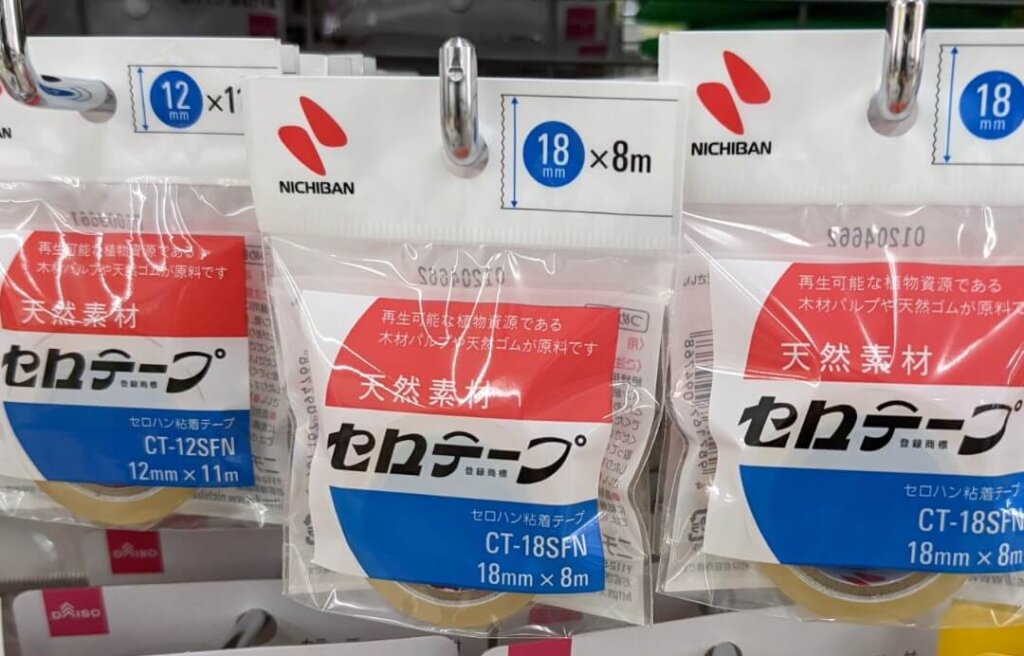 12
mm
NICHIBAN
18
mm
×8m
NICHIBAN
18
mm
再生可能な植物資源である
木材パルプや天然ゴムが原料です
天然素材
セロテープ
登録商標
セロハン粘着テープ
CT-12SFN
12mm×11m
01204662
再生可能な植物資源である
木材パルプや天然ゴムが原料です
天然素材
セロテープ
登録商標
セロハン粘着テープ
CT-18SFN
18mm×8m
01204662
再生可能な植物資源である
木材パルプや天然ゴムが原料で
天然素材
セロテープ
登録商標
セロハン粘着テープ
CT-18SFN
18mm×8m
DAISO
DAISO